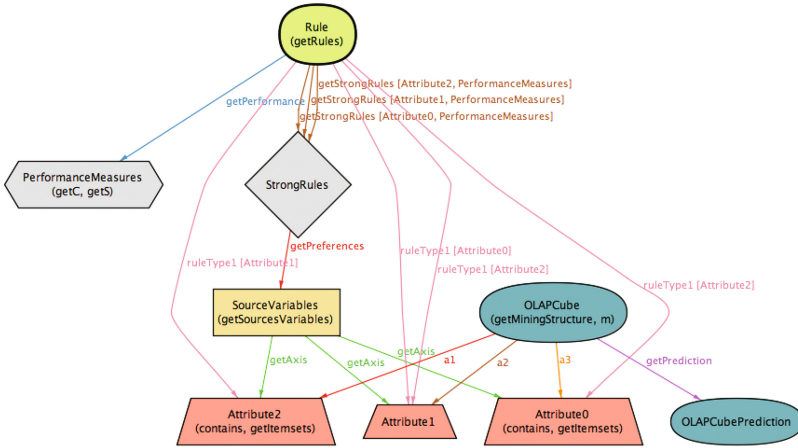 Rule
(getRules)
getStrongRules [Attribute2, PerformanceMeasures]
getPerformance
getStrongRules [Attribute1, PerformanceMeasures]
getStrongRules [Attribute0, PerformanceMeasures]
PerformanceMeasures
(getC, getS)
StrongRules
getPreferences
ruleType1 [Attribute0]
ruleType1 [Attribute1]
ruleType1 [Attribute2]
ruleType1 [Attribute2]
SourceVariables
(getSourcesVariables)
OLAPCube
(getMiningStructure, m)
getAxis
getAxis
getAxis
a1
a2
a3
getPrediction
Attribute2
(contains, getItemsets)
Attribute1
Attribute0
(contains, getItemsets)
OLAPCubePrediction